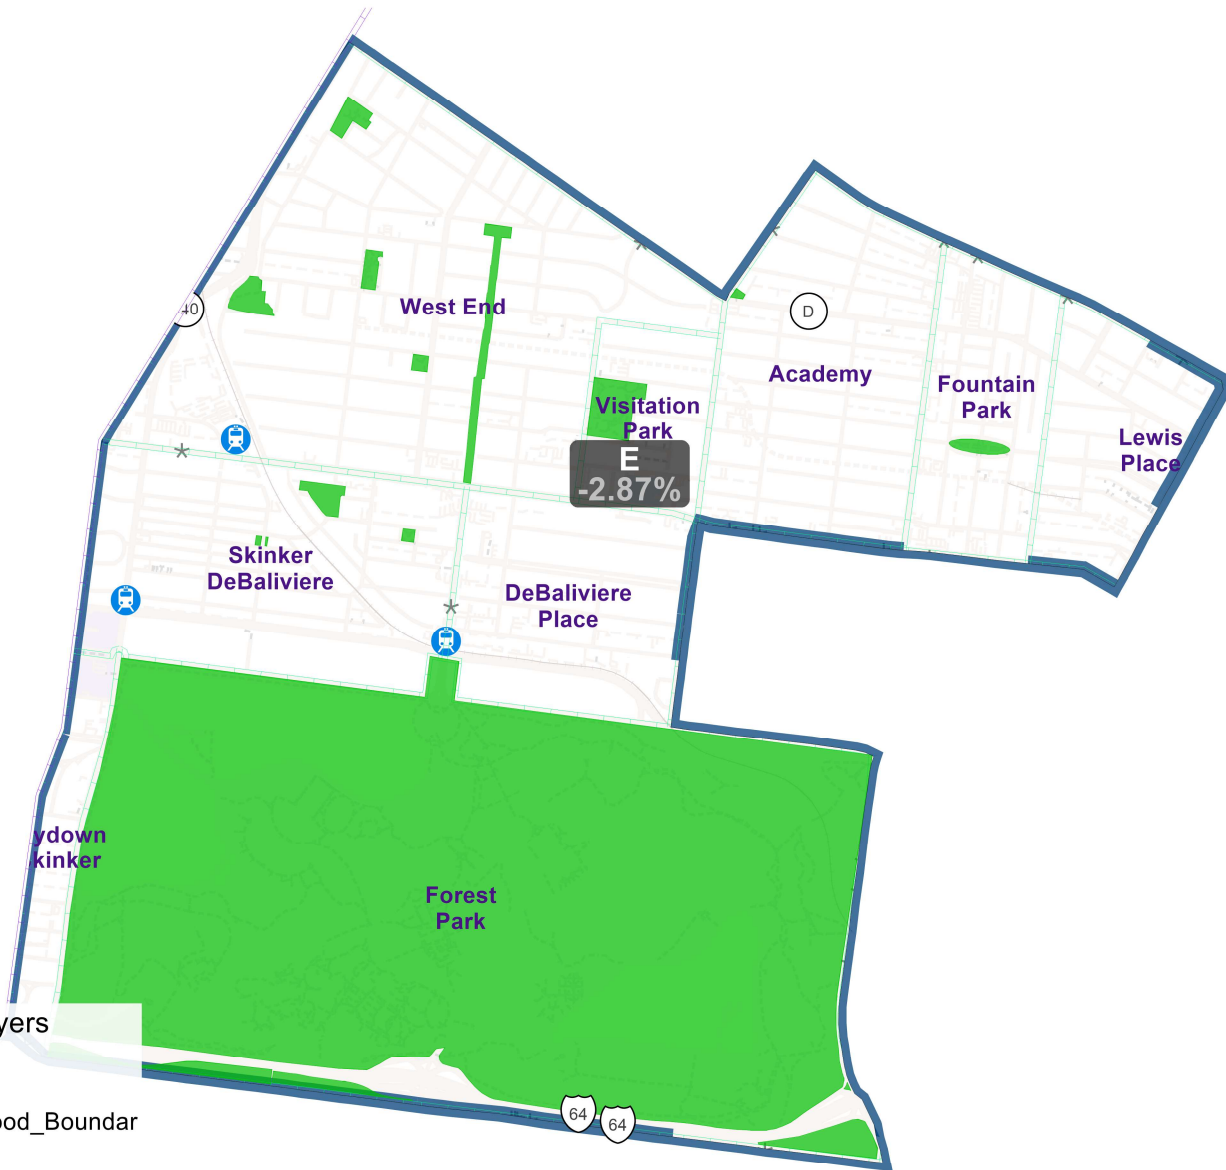 40
West End
D
Academy
Fountain
Park
Visitation
Park
Lewis
Place
E
-2.87%
Skinker
DeBaliviere
DeBaliviere
Place
ydown
kinker
Forest
Park
yers
64
64
ood_Boundar